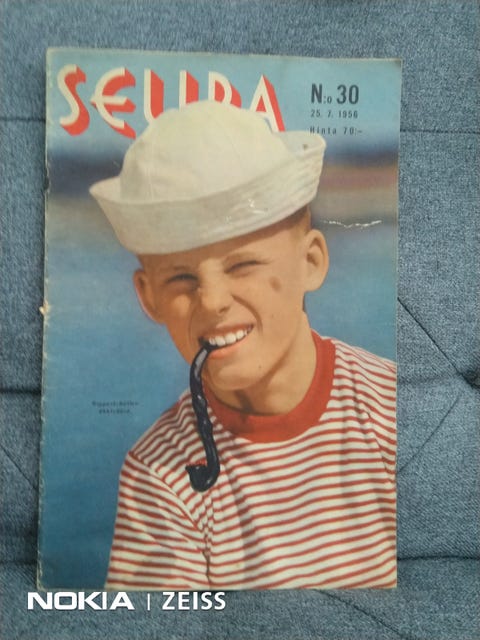 SEURA
N:o 30
25. 7. 1956
Hinta 70:-
NOKIA | ZEISS